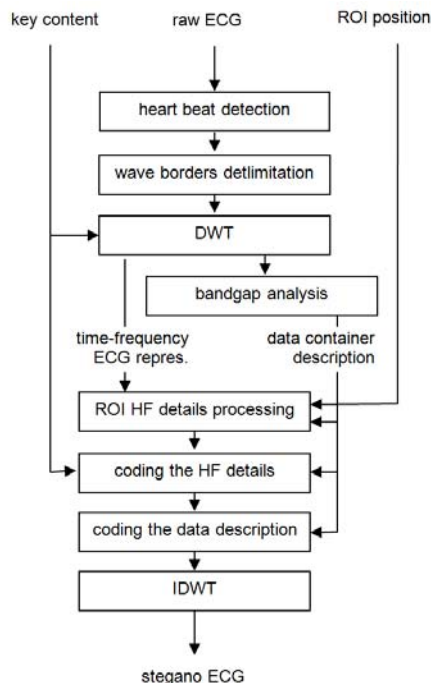 key content
raw ECG
ROI position
heart beat detection
wave borders detlimitation
DWT
bandgap analysis
time-frequency
ECG repres.
data container
description
ROI HF details processing
coding the HF details
coding the data description
IDWT
stegano ECG